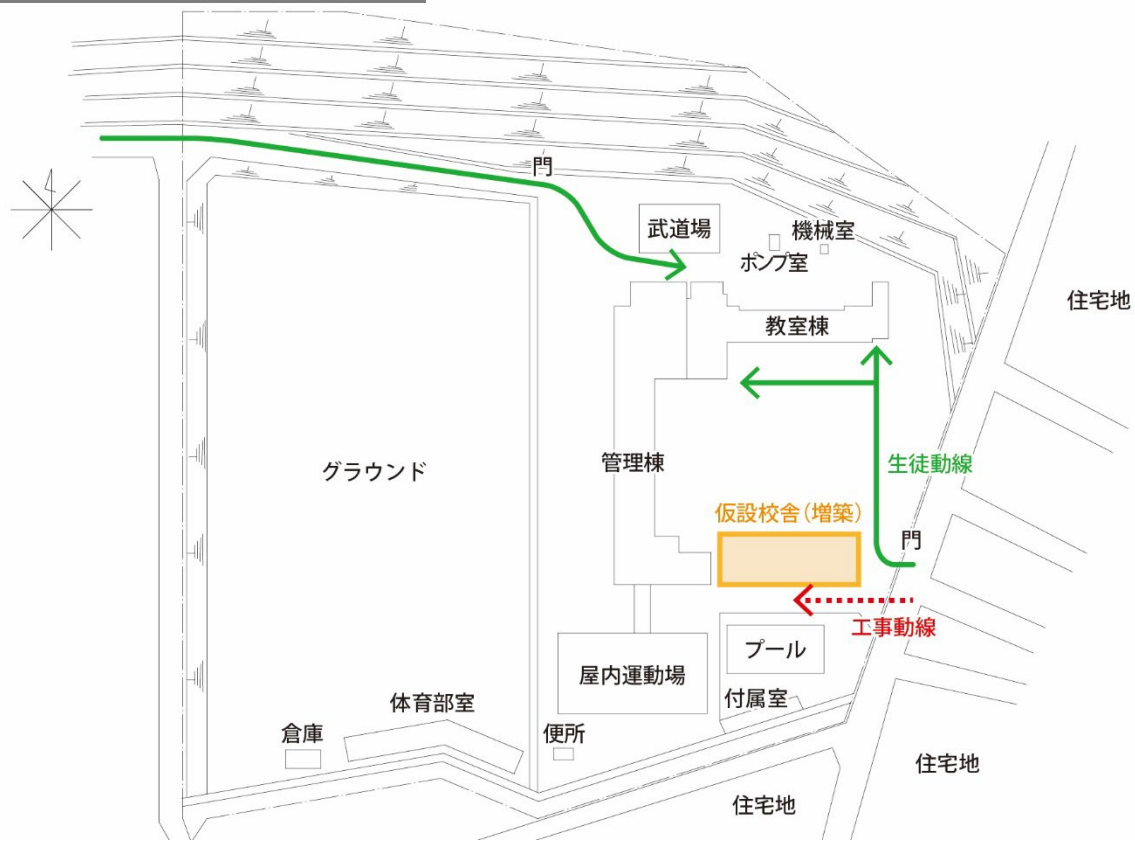 門
武道場
機械室
ポンプ室
住宅地
教室棟
グラウンド
管理棟
生徒動線
仮設校舎(増築)
門
工事動線
プール
屋内運動場
付属室
体育部室
倉庫
便所
住宅地
住宅地